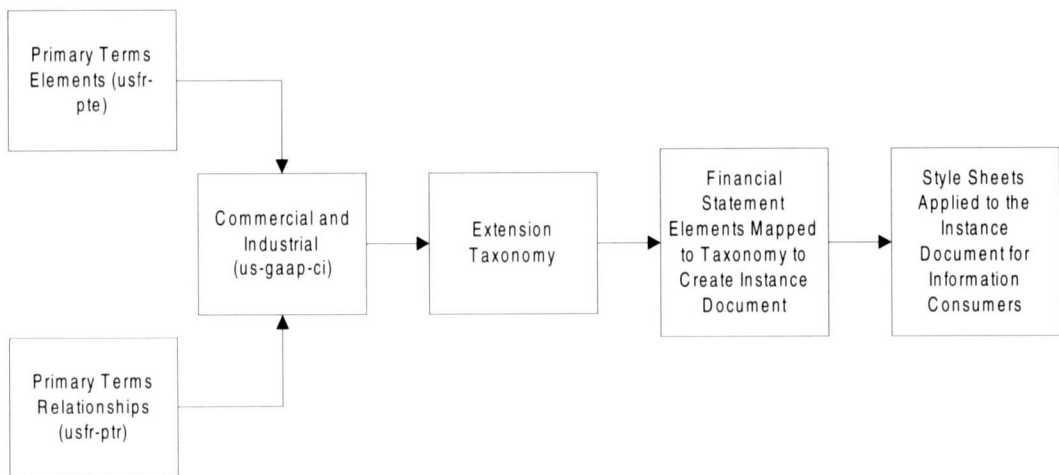 Primary Terms
Elements (usfr-
pte)
Commercial and
Industrial
(us-gaap-ci)
Primary Terms
Relationships
(usfr-ptr)
Extension
Taxonomy
Financial
Statement
Elements Mapped
to Taxonomy to
Create Instance
Document
Style Sheets
Applied to the
Instance
Document for
Information
Consumers